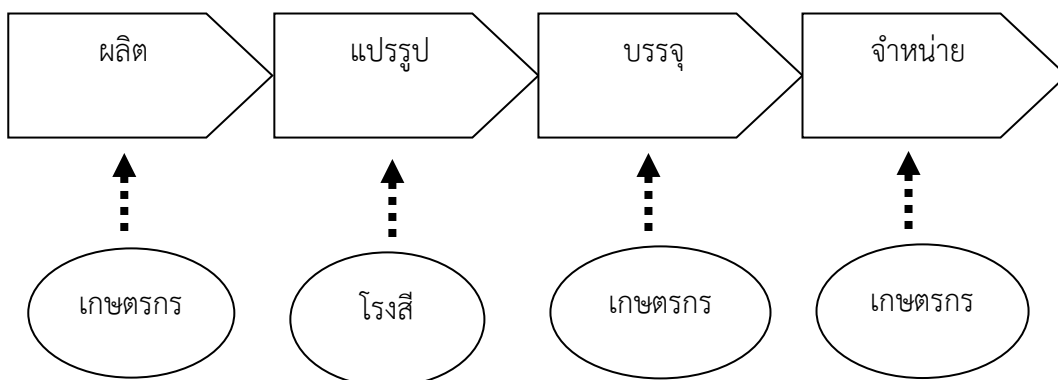 ผลิต
แปรรูป
บรรจุ
จำหน่าย
เกษตรกร
โรงสี
เกษตรกร
เกษตรกร